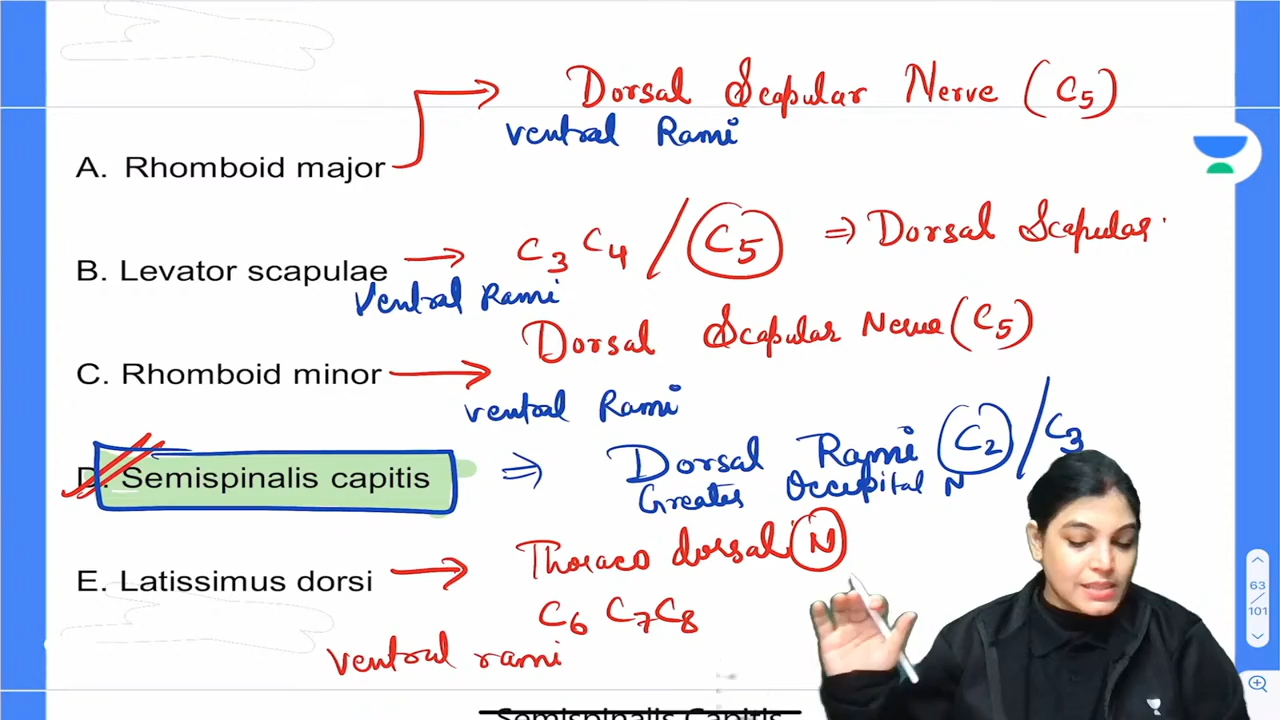 Dorsal Scapular Nerve (C5)
ventral Rami
A. Rhomboid major
C3 C4 / C5 ⇒ Dorsal Scapular
B. Levator scapulae
Ventral Rami
Dorsal Scapular Nerve (C5)
C. Rhomboid minor
ventral Rami
Dorsal Rami C2 / C3
D. Semispinalis capitis
Greater Occipital N
Thoraco dorsal N
E. Latissimus dorsi
C6 C7 C8
ventral rami
63
/
101
Semispinalis Capitis